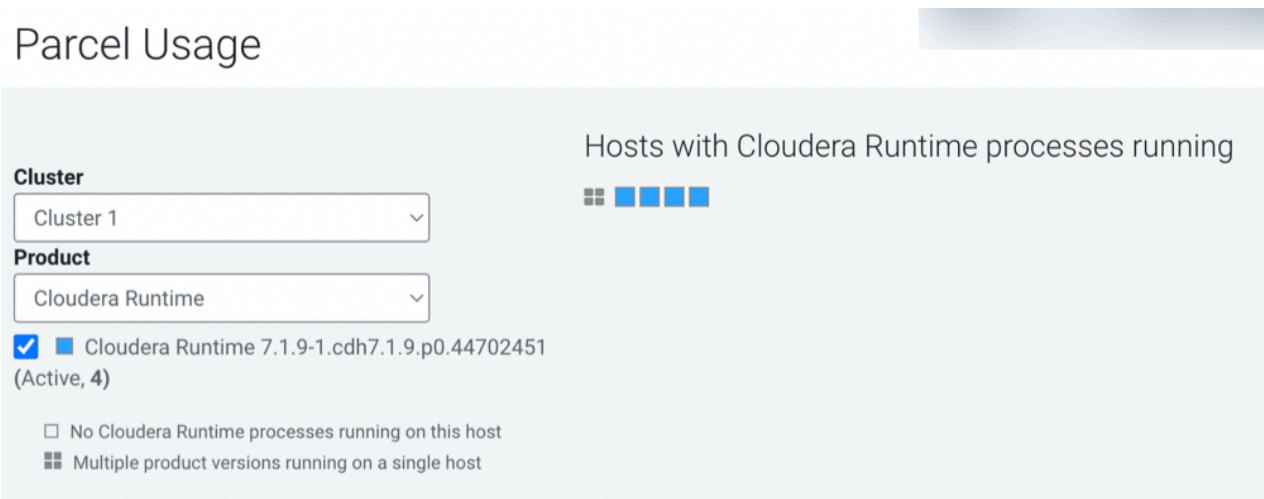 Parcel Usage
Hosts with Cloudera Runtime processes running
Cluster
Cluster 1
Product
Cloudera Runtime
Cloudera Runtime 7.1.9-1.cdh7.1.9.p0.44702451
(Active, 4)
No Cloudera Runtime processes running on this host
Multiple product versions running on a single host